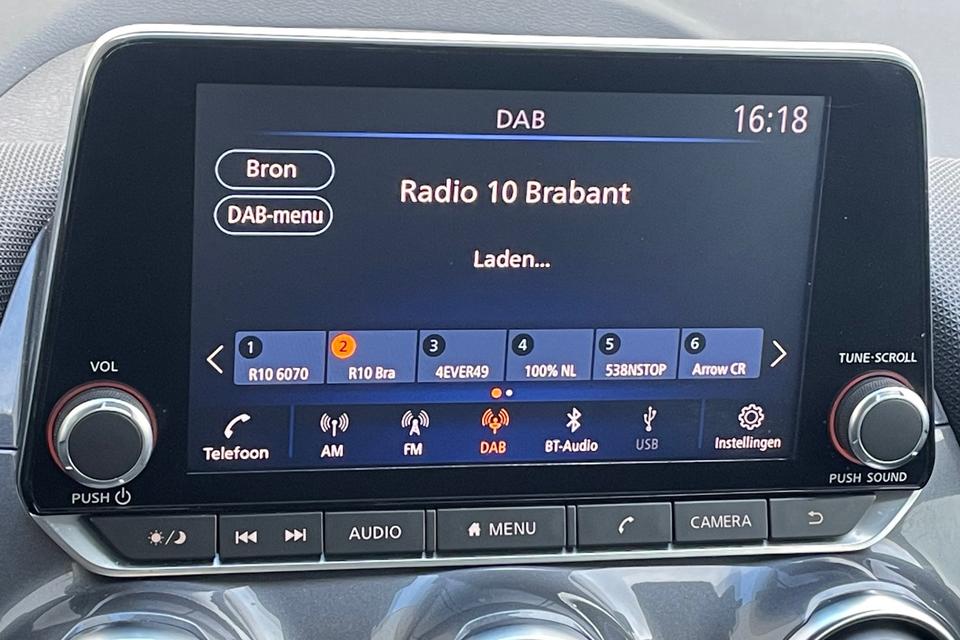 DAB
16:18
Bron
Radio 10 Brabant
DAB-menu
Laden...
1 2 3 4 5 6
R10 6070 R10 Bra 4EVER49 100% NL 538NSTOP Arrow CR
VOL
TUNE·SCROLL
Telefoon AM FM DAB BT-Audio USB Instellingen
PUSH
PUSH SOUND
AUDIO MENU CAMERA